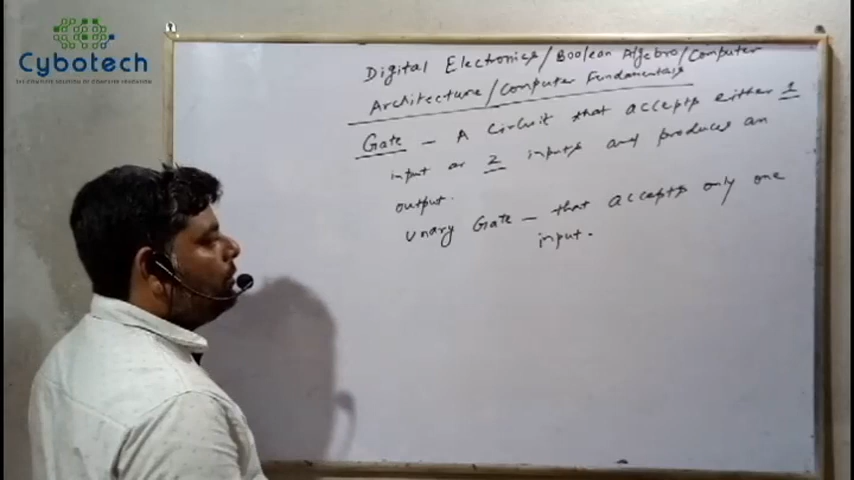 Cybotech
Digital Electronics/Boolean Algebra/Computer
Architecture/Computer Fundamentals
Gate - A Circuit that accepts either 1
input or 2 inputs and produces an
output.
Unary Gate - that accepts only one
input.